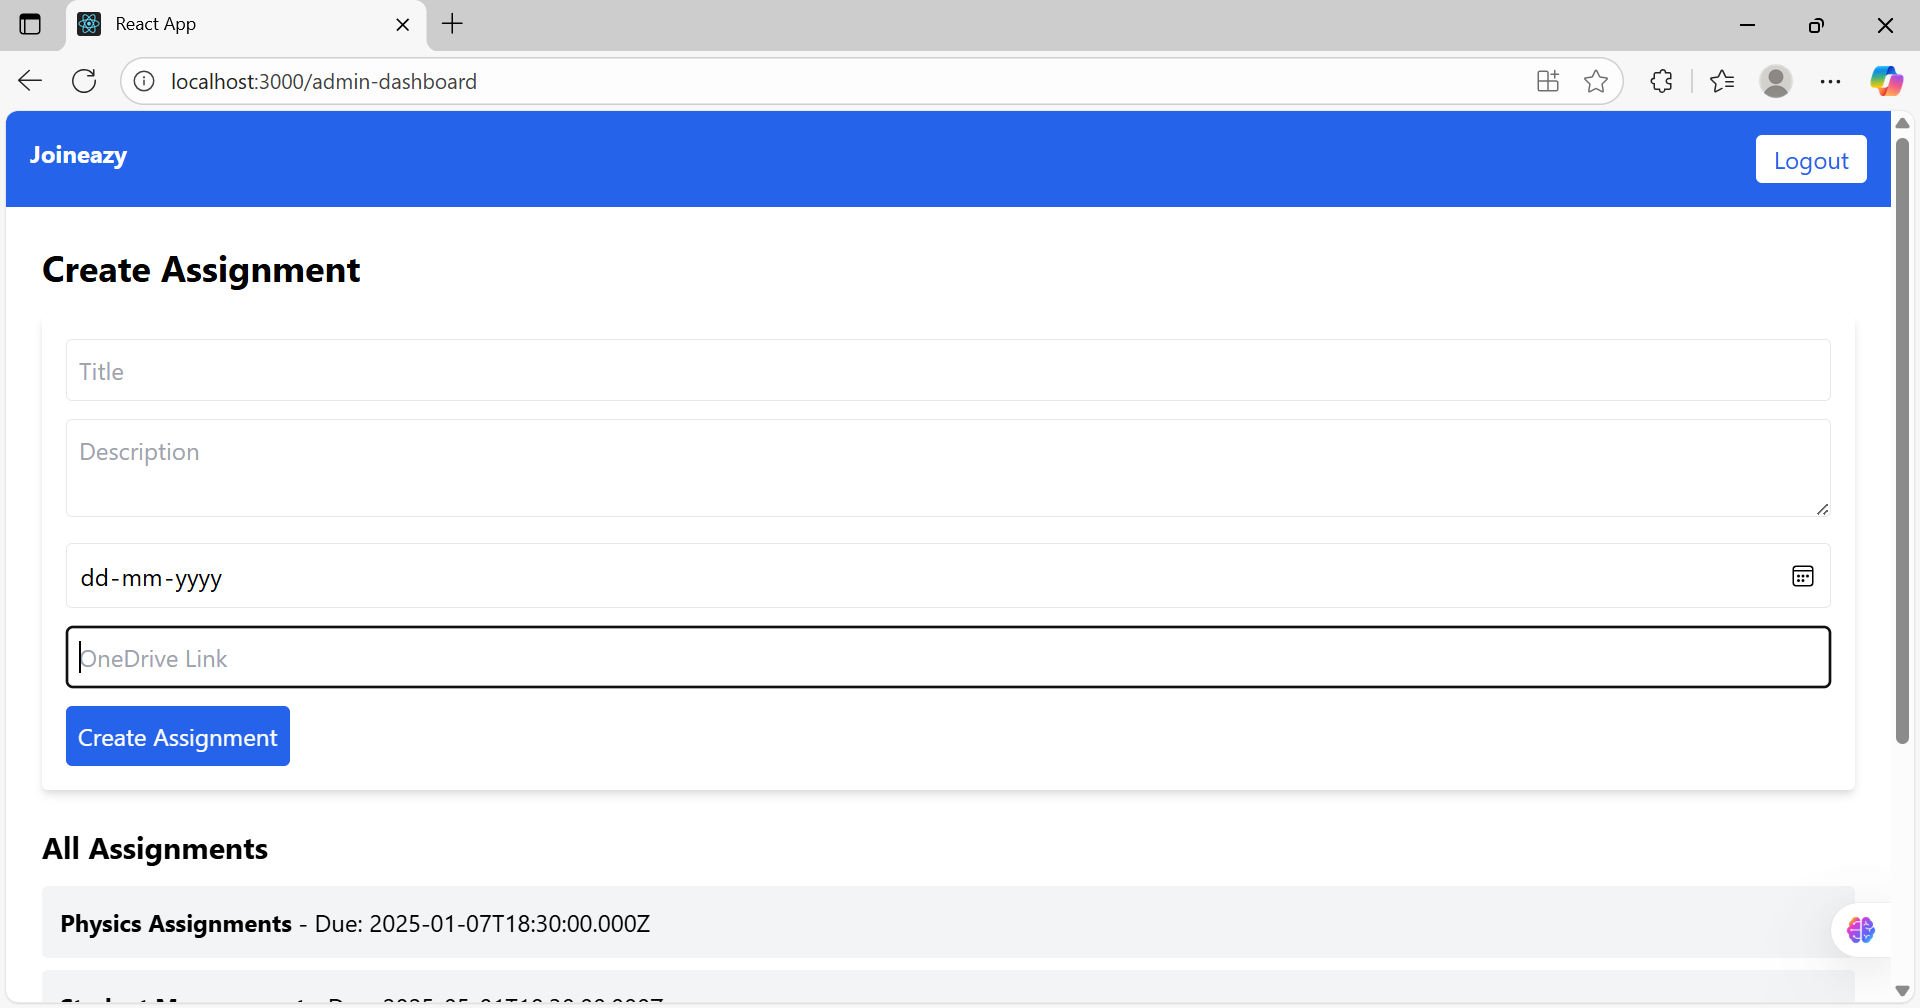 React App
localhost:3000/admin-dashboard
Joineazy
Logout
Create Assignment
Title
Description
dd-mm-yyyy
OneDrive Link
Create Assignment
All Assignments
Physics Assignments - Due: 2025-01-07T18:30:00.000Z